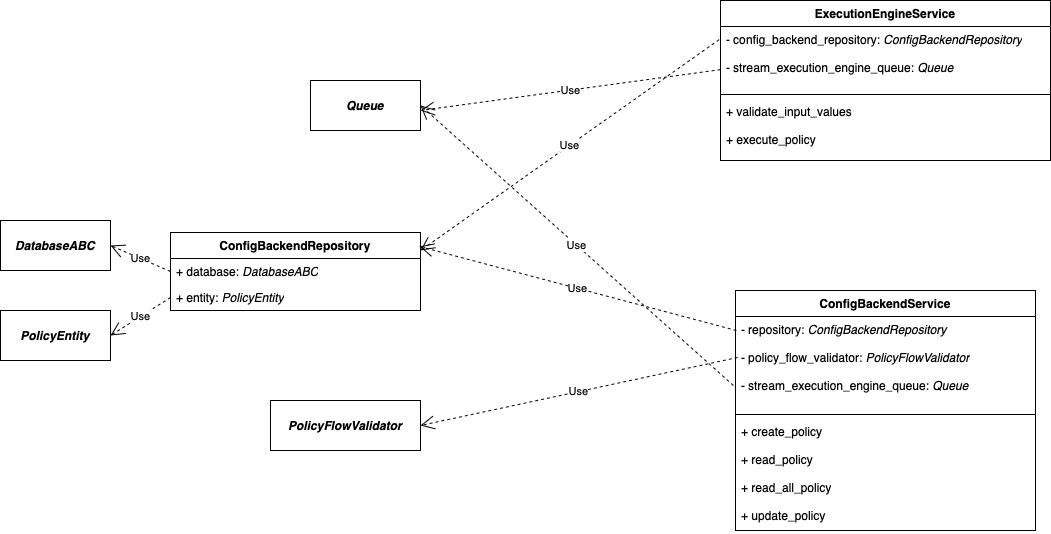 ExecutionEngineService
- config_backend_repository: ConfigBackendRepository
- stream_execution_engine_queue: Queue
+ validate_input_values
+ execute_policy
Queue
Use
Use
DatabaseABC
PolicyEntity
Use
Use
ConfigBackendRepository
+ database: DatabaseABC
+ entity: PolicyEntity
Use
Use
ConfigBackendService
- repository: ConfigBackendRepository
- policy_flow_validator: PolicyFlowValidator
- stream_execution_engine_queue: Queue
+ create_policy
+ read_policy
+ read_all_policy
+ update_policy
Use
PolicyFlowValidator